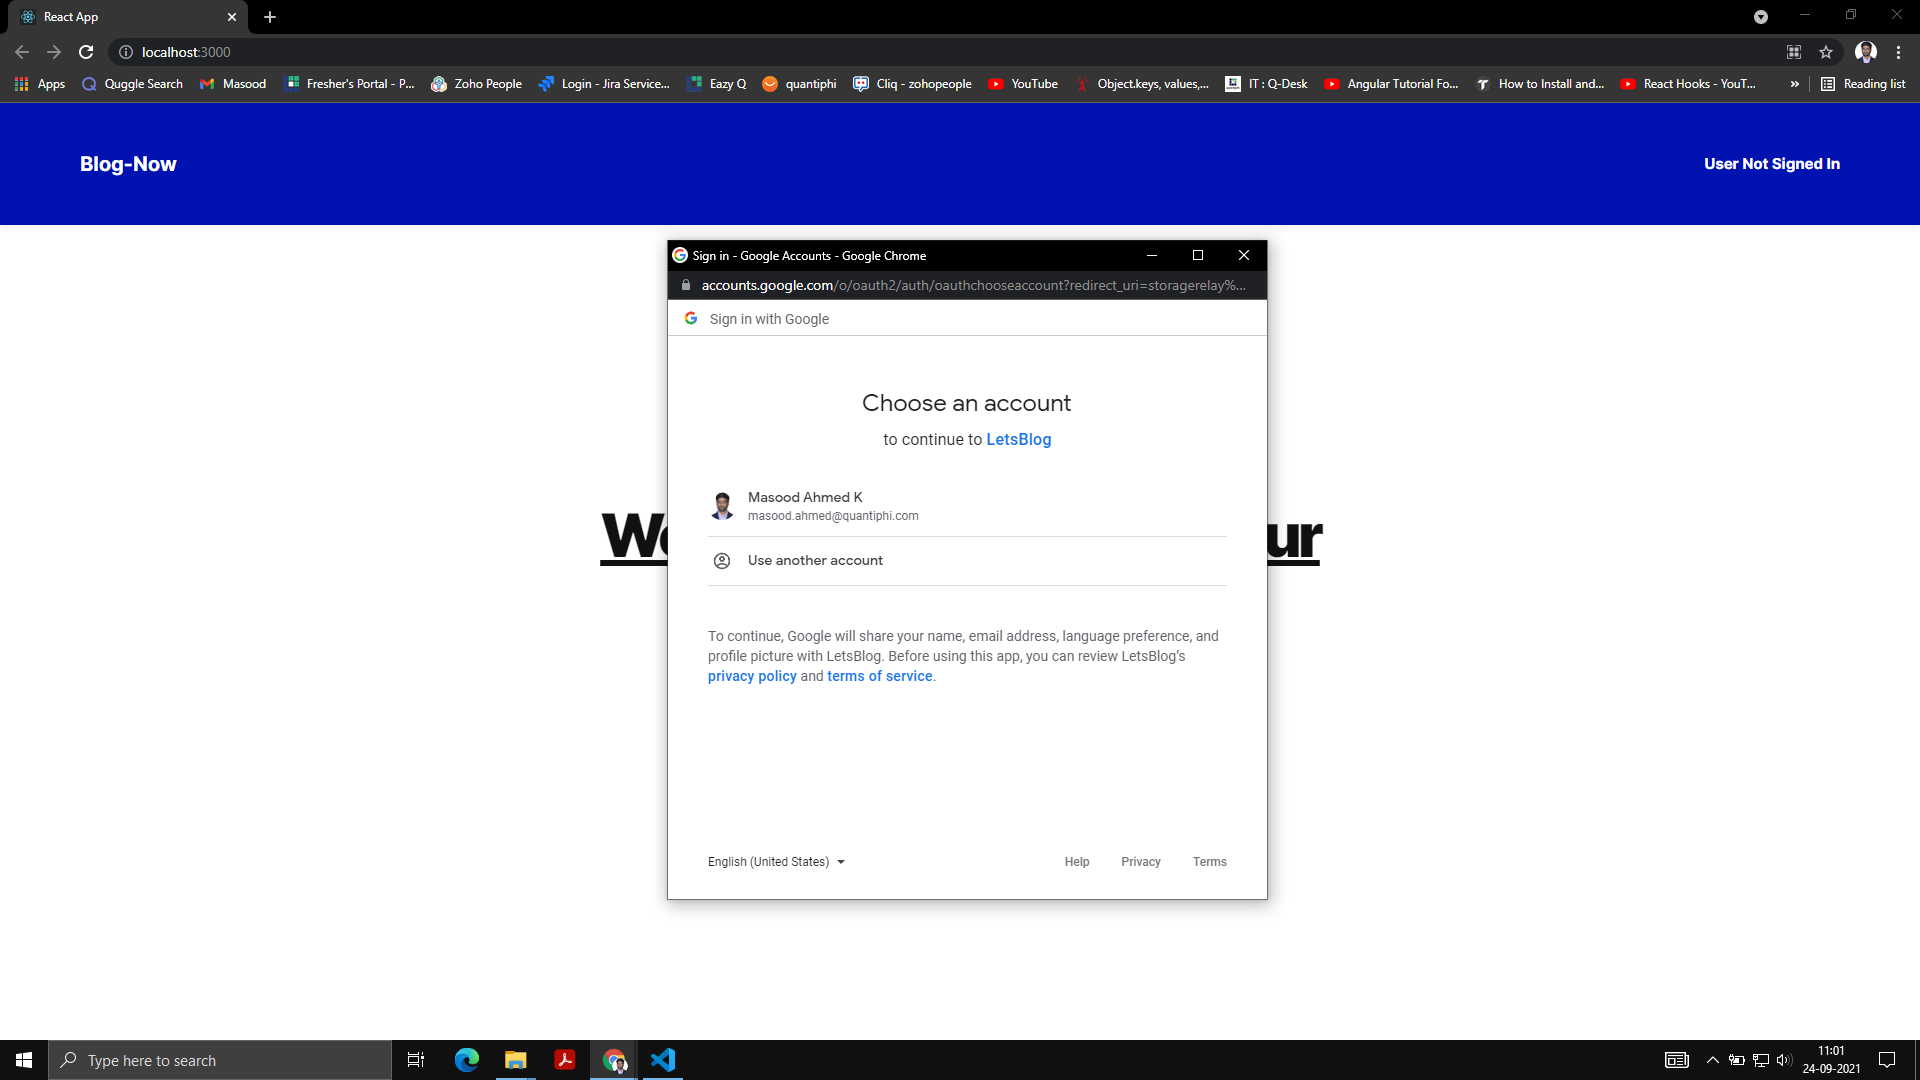 React App
localhost:3000
Apps
Quggle Search
Masood
Fresher's Portal - P...
Zoho People
Login - Jira Service...
Eazy Q
quantiphi
Cliq - zohopeople
YouTube
Object.keys, values,...
IT : Q-Desk
Angular Tutorial Fo...
How to Install and...
React Hooks - YouT...
»
Reading list
Blog-Now
User Not Signed In
Sign in - Google Accounts - Google Chrome
accounts.google.com/o/oauth2/auth/oauthchooseaccount?redirect_uri=storagerelay%...
Sign in with Google
Choose an account
to continue to LetsBlog
Masood Ahmed K
masood.ahmed@quantiphi.com
ur
Use another account
To continue, Google will share your name, email address, language preference, and
profile picture with LetsBlog. Before using this app, you can review LetsBlog's
privacy policy and terms of service.
English (United States)
Help
Privacy
Terms
Type here to search
11:01
24-09-2021